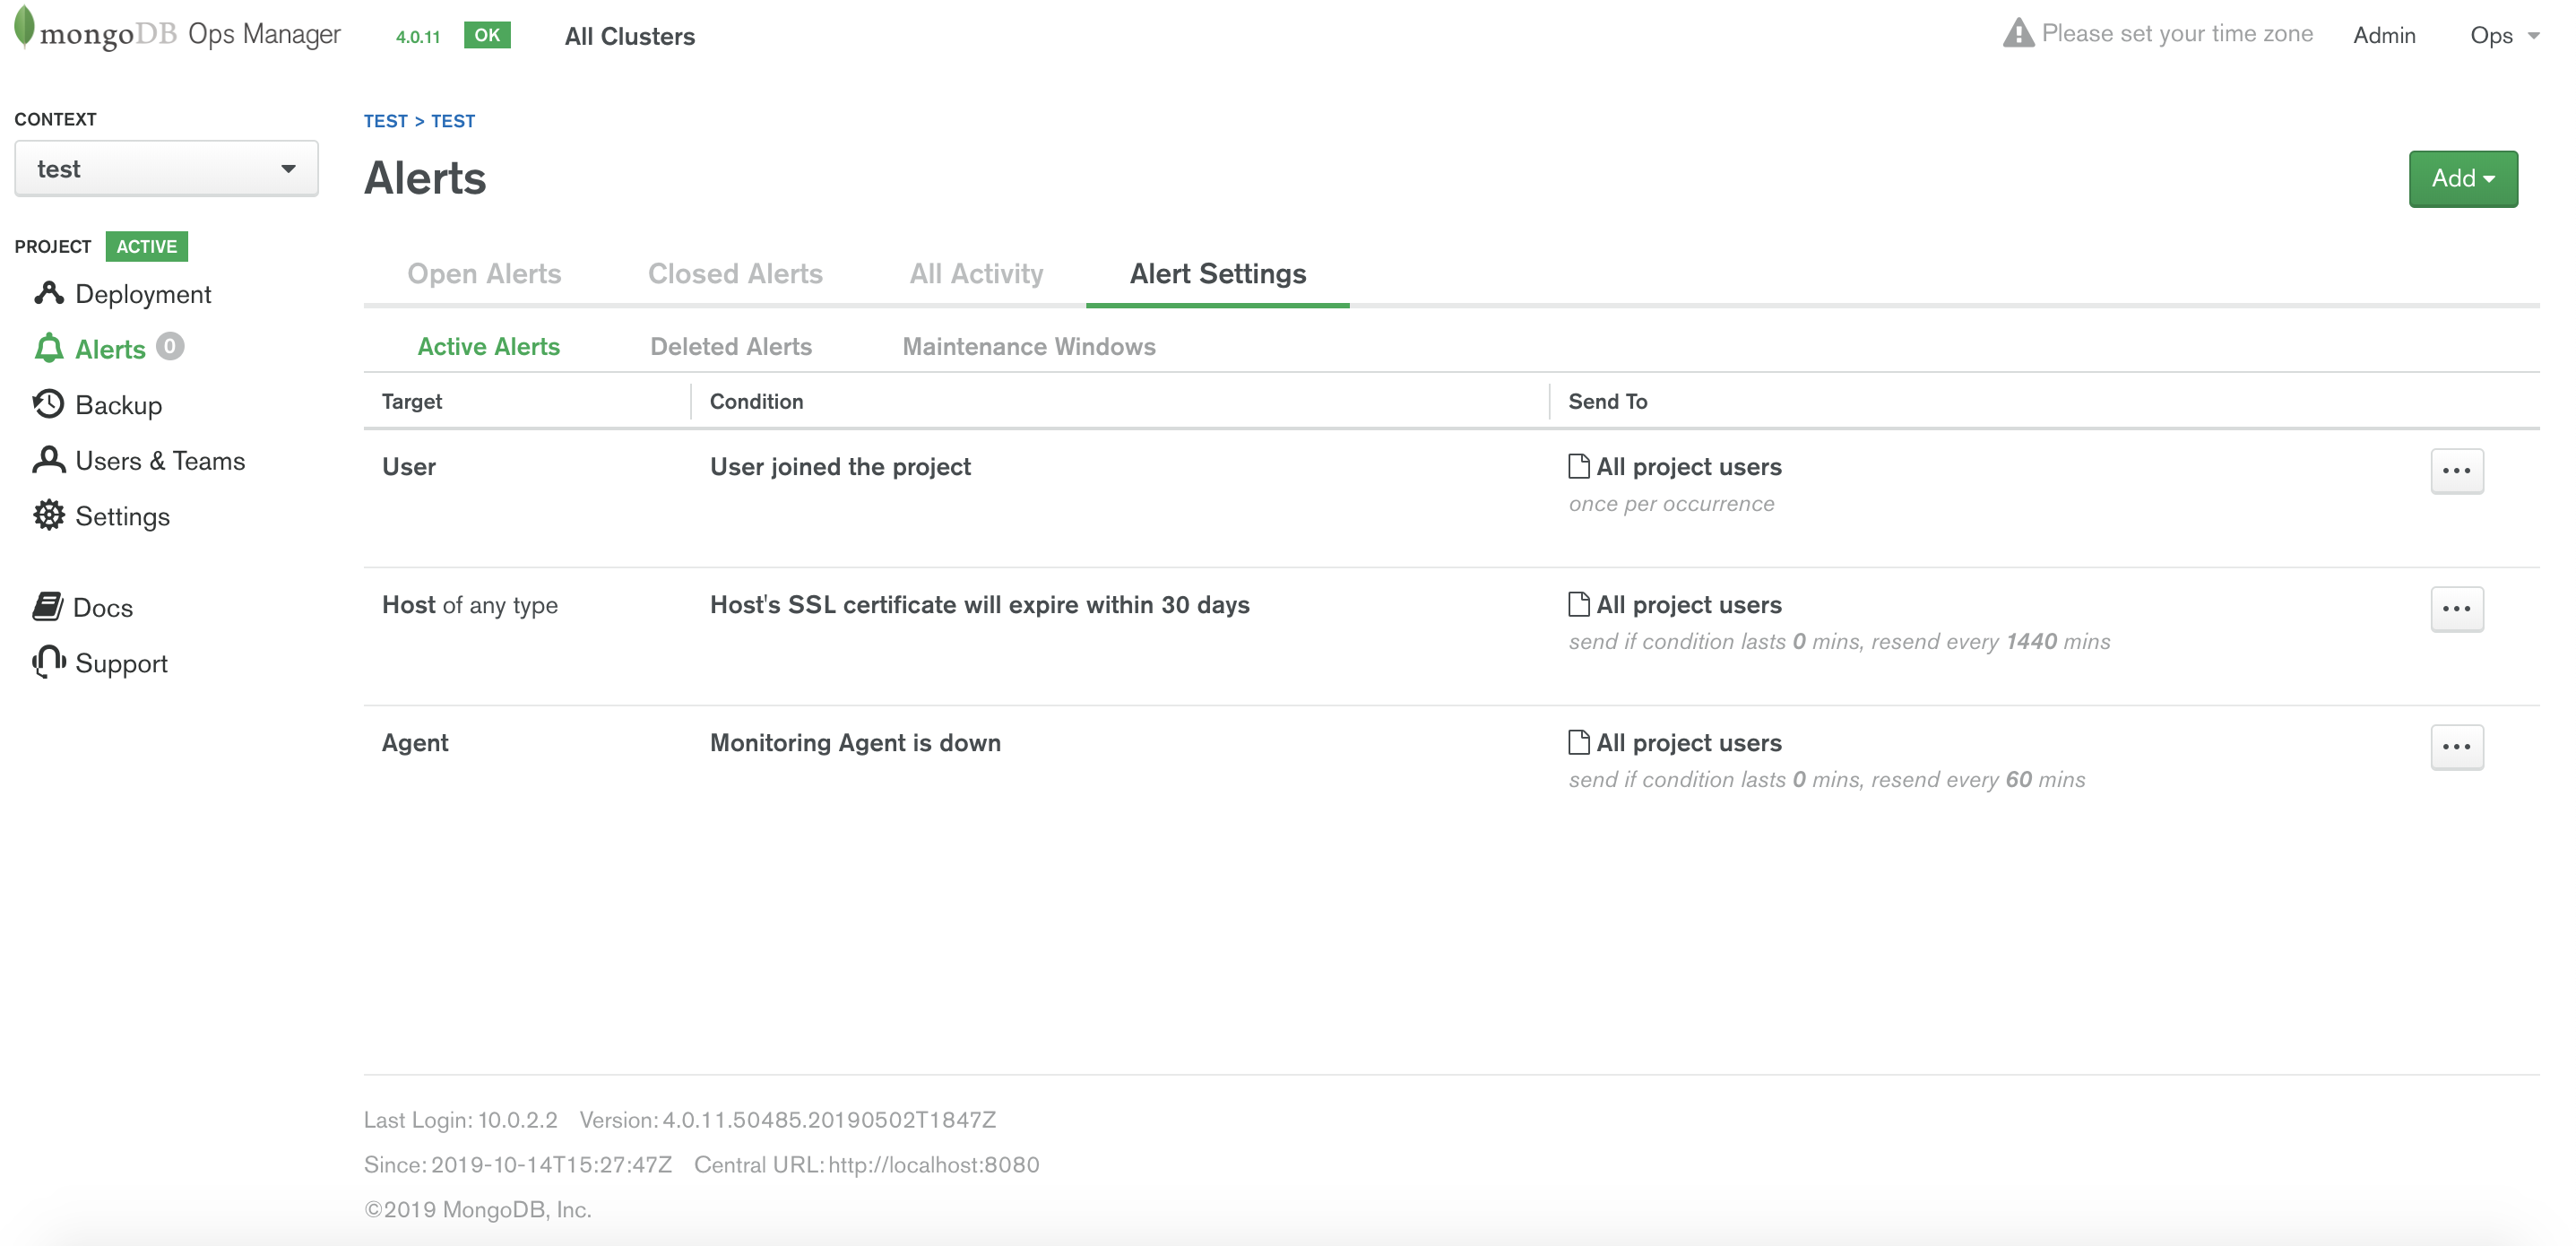 mongoDB Ops Manager 4.0.11 OK All Clusters Please set your time zone Admin Ops
CONTEXT
test
PROJECT ACTIVE
Deployment
Alerts 0
Backup
Users & Teams
Settings
Docs
Support
TEST > TEST
Alerts
Add
Open Alerts Closed Alerts All Activity Alert Settings
Active Alerts Deleted Alerts Maintenance Windows
Target Condition Send To
User User joined the project All project users
once per occurrence
Host of any type Host's SSL certificate will expire within 30 days All project users
send if condition lasts 0 mins, resend every 1440 mins
Agent Monitoring Agent is down All project users
send if condition lasts 0 mins, resend every 60 mins
Last Login: 10.0.2.2 Version: 4.0.11.50485.20190502T1847Z
Since: 2019-10-14T15:27:47Z Central URL: http://localhost:8080
©2019 MongoDB, Inc.